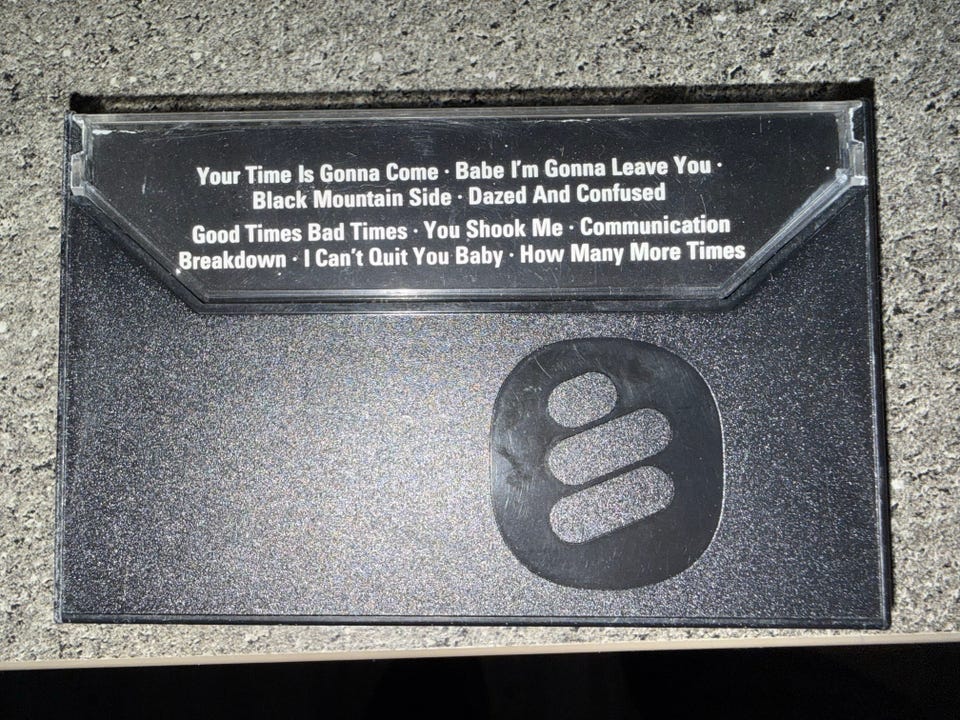 Your Time Is Gonna Come · Babe I'm Gonna Leave You ·
Black Mountain Side · Dazed And Confused
Good Times Bad Times · You Shook Me · Communication
Breakdown · I Can't Quit You Baby · How Many More Times